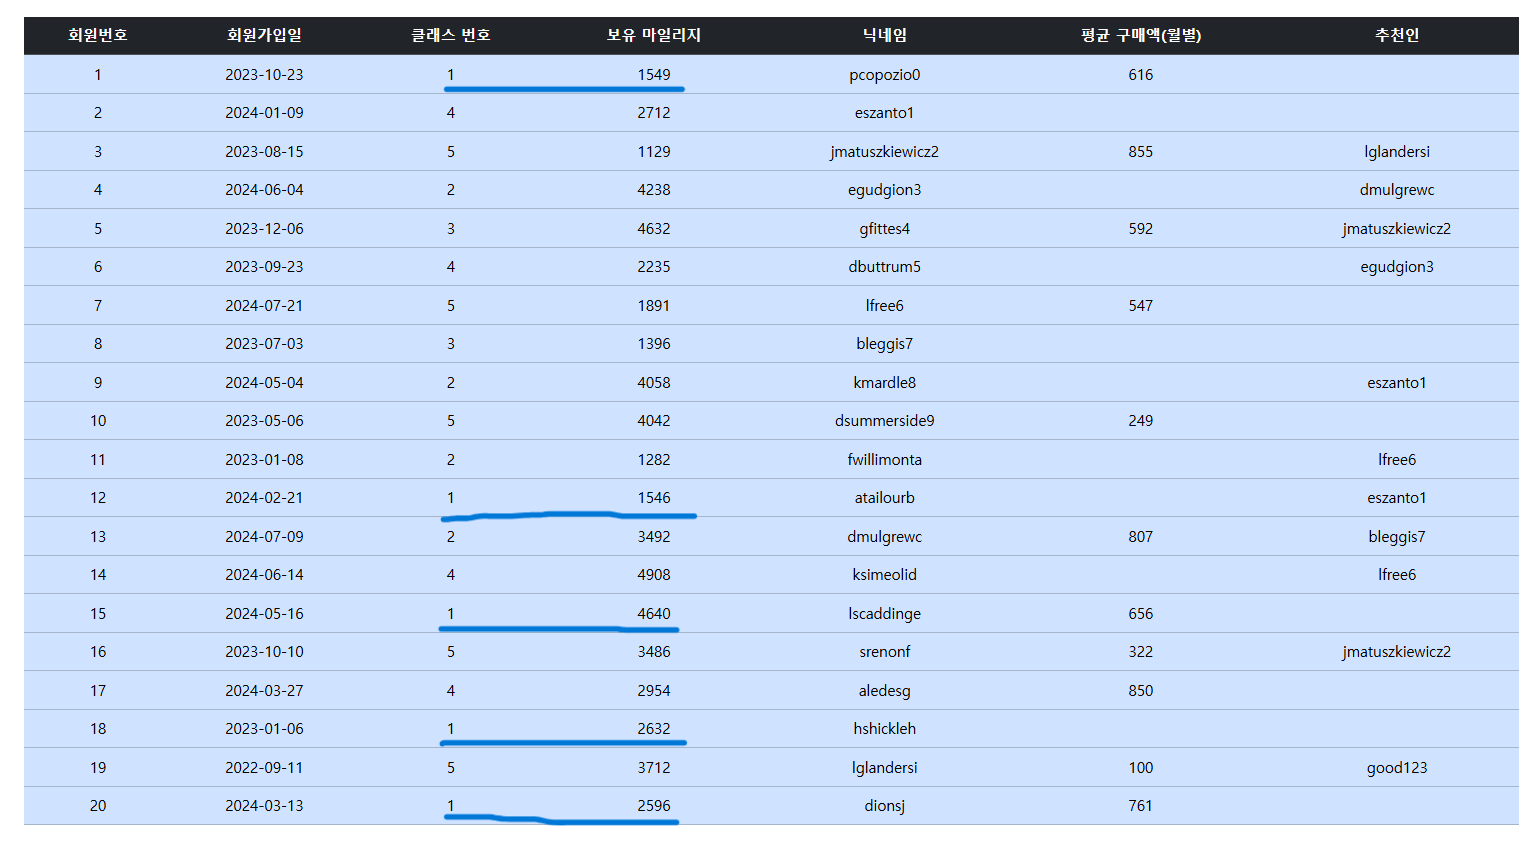 회원번호 회원가입일 클래스 번호 보유 마일리지 닉네임 평균 구매액(월별) 추천인
1 2023-10-23 1 1549 pcopozio0 616
2 2024-01-09 4 2712 eszanto1
3 2023-08-15 5 1129 jmatuszkiewicz2 855 lglandersi
4 2024-06-04 2 4238 egudgion3 dmulgrewc
5 2023-12-06 3 4632 gfittes4 592 jmatuszkiewicz2
6 2023-09-23 4 2235 dbuttrum5 egudgion3
7 2024-07-21 5 1891 lfree6 547
8 2023-07-03 3 1396 bleggis7
9 2024-05-04 2 4058 kmardle8 eszanto1
10 2023-05-06 5 4042 dsummerside9 249
11 2023-01-08 2 1282 fwillimonta lfree6
12 2024-02-21 1 1546 atailourb eszanto1
13 2024-07-09 2 3492 dmulgrewc 807 bleggis7
14 2024-06-14 4 4908 ksimeolid lfree6
15 2024-05-16 1 4640 lscaddinge 656
16 2023-10-10 5 3486 srenonf 322 jmatuszkiewicz2
17 2024-03-27 4 2954 aledesg 850
18 2023-01-06 1 2632 hshickleh
19 2022-09-11 5 3712 lglandersi 100 good123
20 2024-03-13 1 2596 dionsj 761